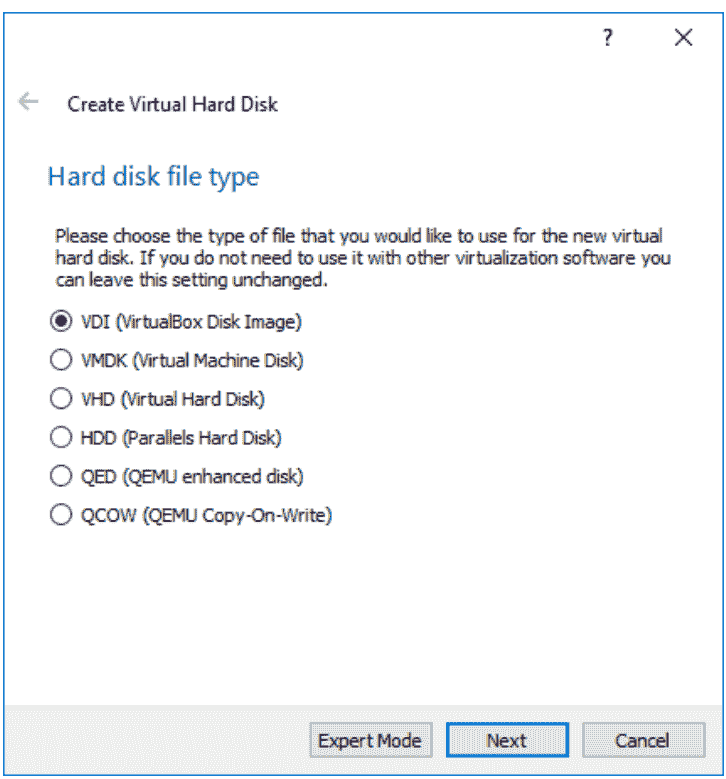 ?
Create Virtual Hard Disk
Hard disk file type
Please choose the type of file that you would like to use for the new virtual
hard disk. If you do not need to use it with other virtualization software you
can leave this setting unchanged.
VDI (VirtualBox Disk Image)
VMDK (Virtual Machine Disk)
VHD (Virtual Hard Disk)
HDD (Parallels Hard Disk)
QED (QEMU enhanced disk)
QCOW (QEMU Copy-On-Write)
Expert Mode Next Cancel